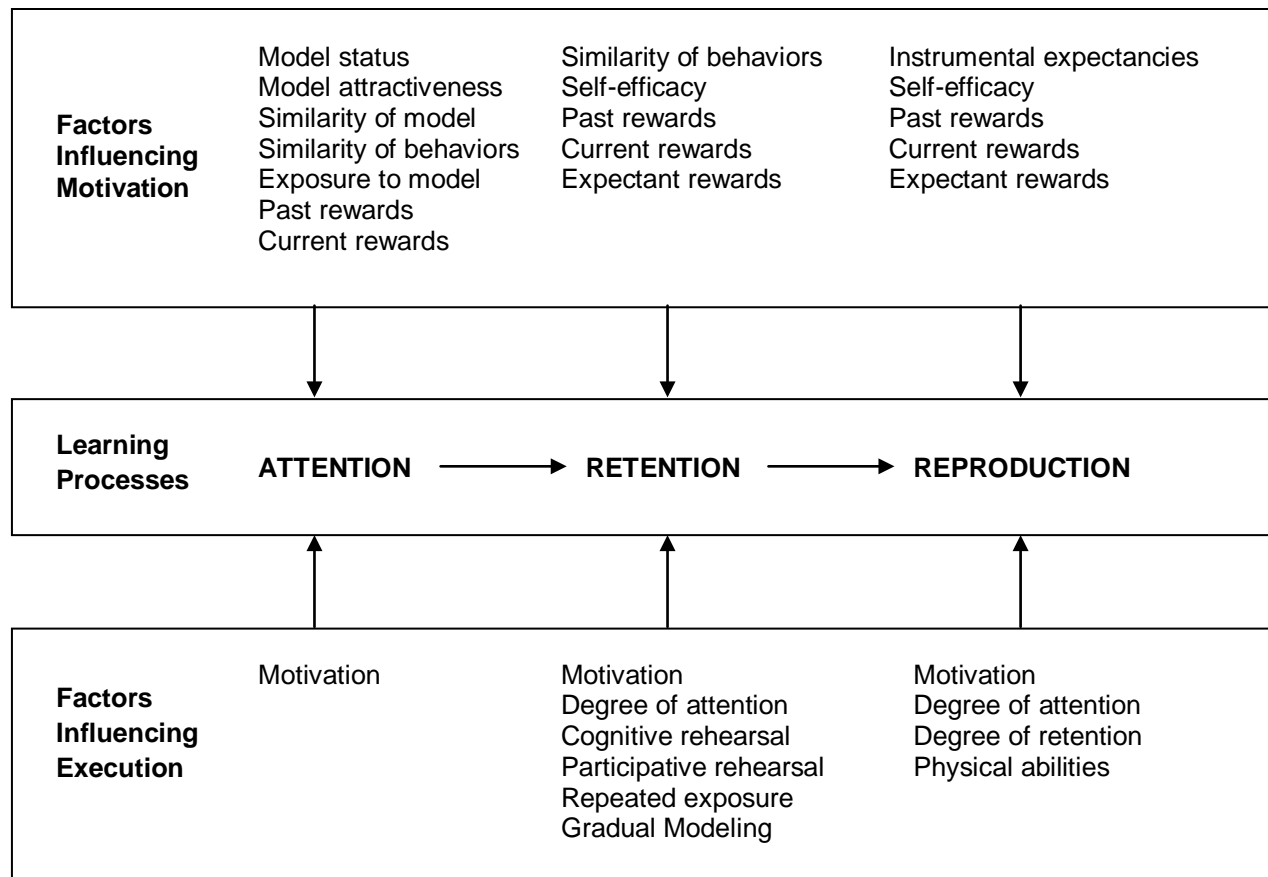 Factors
Influencing
Motivation
Model status
Model attractiveness
Similarity of model
Similarity of behaviors
Exposure to model
Past rewards
Current rewards
Similarity of behaviors
Self-efficacy
Past rewards
Current rewards
Expectant rewards
Instrumental expectancies
Self-efficacy
Past rewards
Current rewards
Expectant rewards
Learning
Processes
ATTENTION
RETENTION
REPRODUCTION
Factors
Influencing
Execution
Motivation
Motivation
Degree of attention
Cognitive rehearsal
Participative rehearsal
Repeated exposure
Gradual Modeling
Motivation
Degree of attention
Degree of retention
Physical abilities